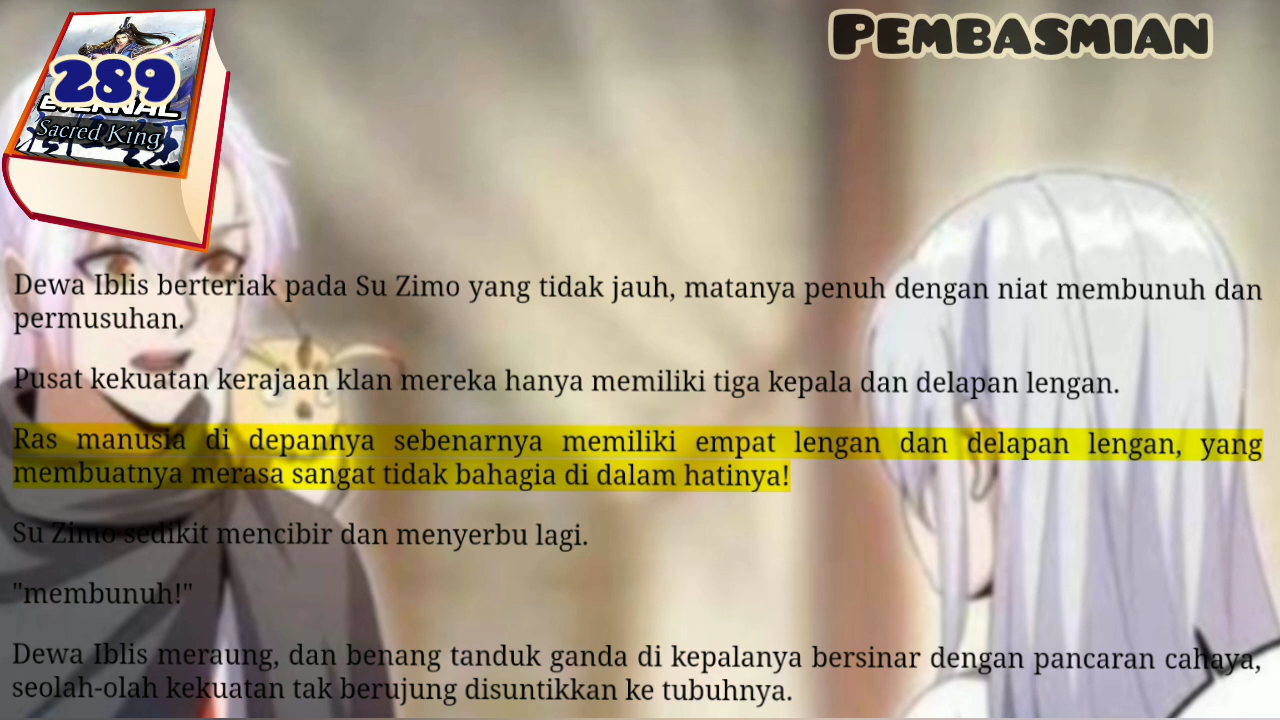 Pembasmian
289
ETERNAL
Sacred King
Dewa Iblis berteriak pada Su Zimo yang tidak jauh, matanya penuh dengan niat membunuh dan
permusuhan.
Pusat kekuatan kerajaan klan mereka hanya memiliki tiga kepala dan delapan lengan.
Ras manusia di depannya sebenarnya memiliki empat lengan dan delapan lengan, yang
membuatnya merasa sangat tidak bahagia di dalam hatinya!
Su Zimo sedikit mencibir dan menyerbu lagi.
"membunuh!"
Dewa Iblis meraung, dan benang tanduk ganda di kepalanya bersinar dengan pancaran cahaya,
seolah-olah kekuatan tak berujung disuntikkan ke tubuhnya.